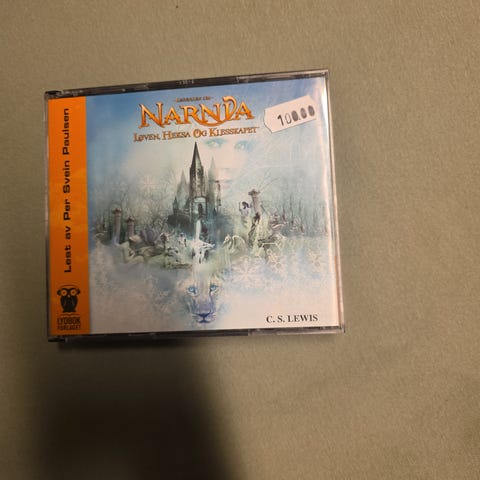 NARNIA
LØVEN, HEKSA OG KLESSKAPET
100.00
Lest av Per Svein Paulsen
LYDBOK
FORLAGET
C. S. LEWIS